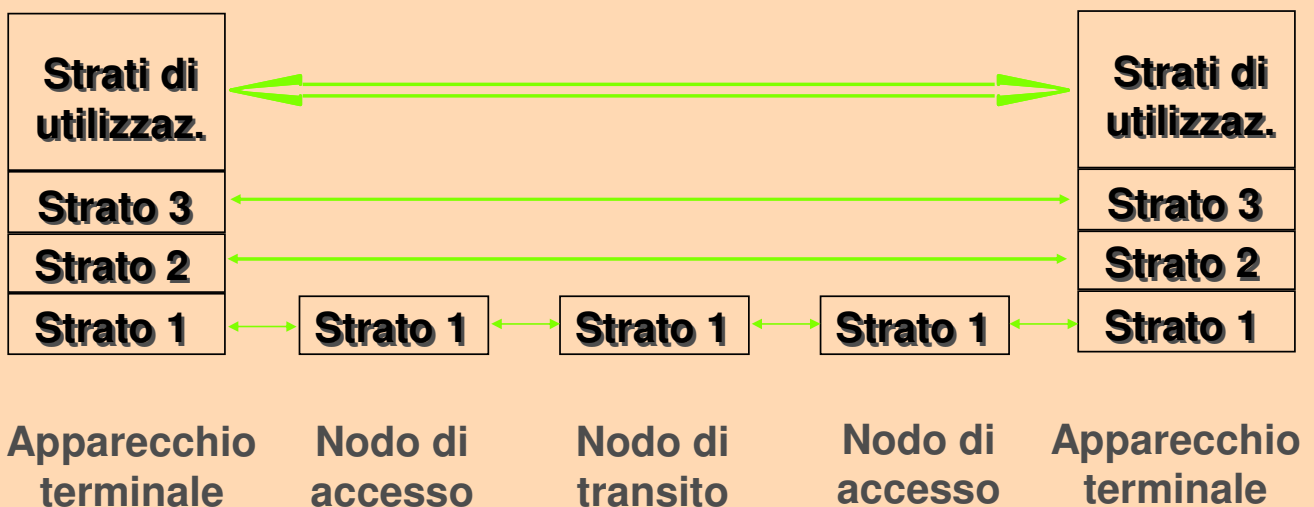 Strati di
utilizzaz.
Strati di
utilizzaz.
Strato 3
Strato 3
Strato 2
Strato 2
Strato 1
Strato 1
Strato 1
Strato 1
Strato 1
Apparecchio
terminale
Nodo di
accesso
Nodo di
transito
Nodo di
accesso
Apparecchio
terminale